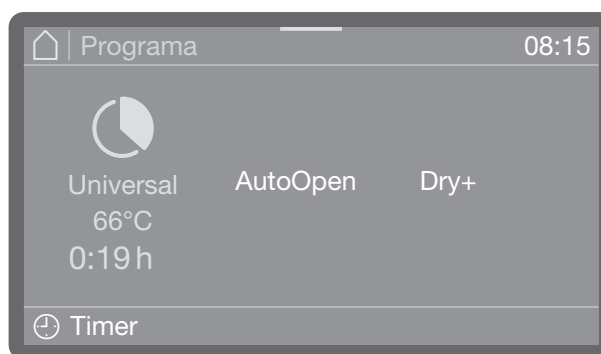 Programa 08:15
Universal AutoOpen Dry+
66°C
0:19 h
Timer